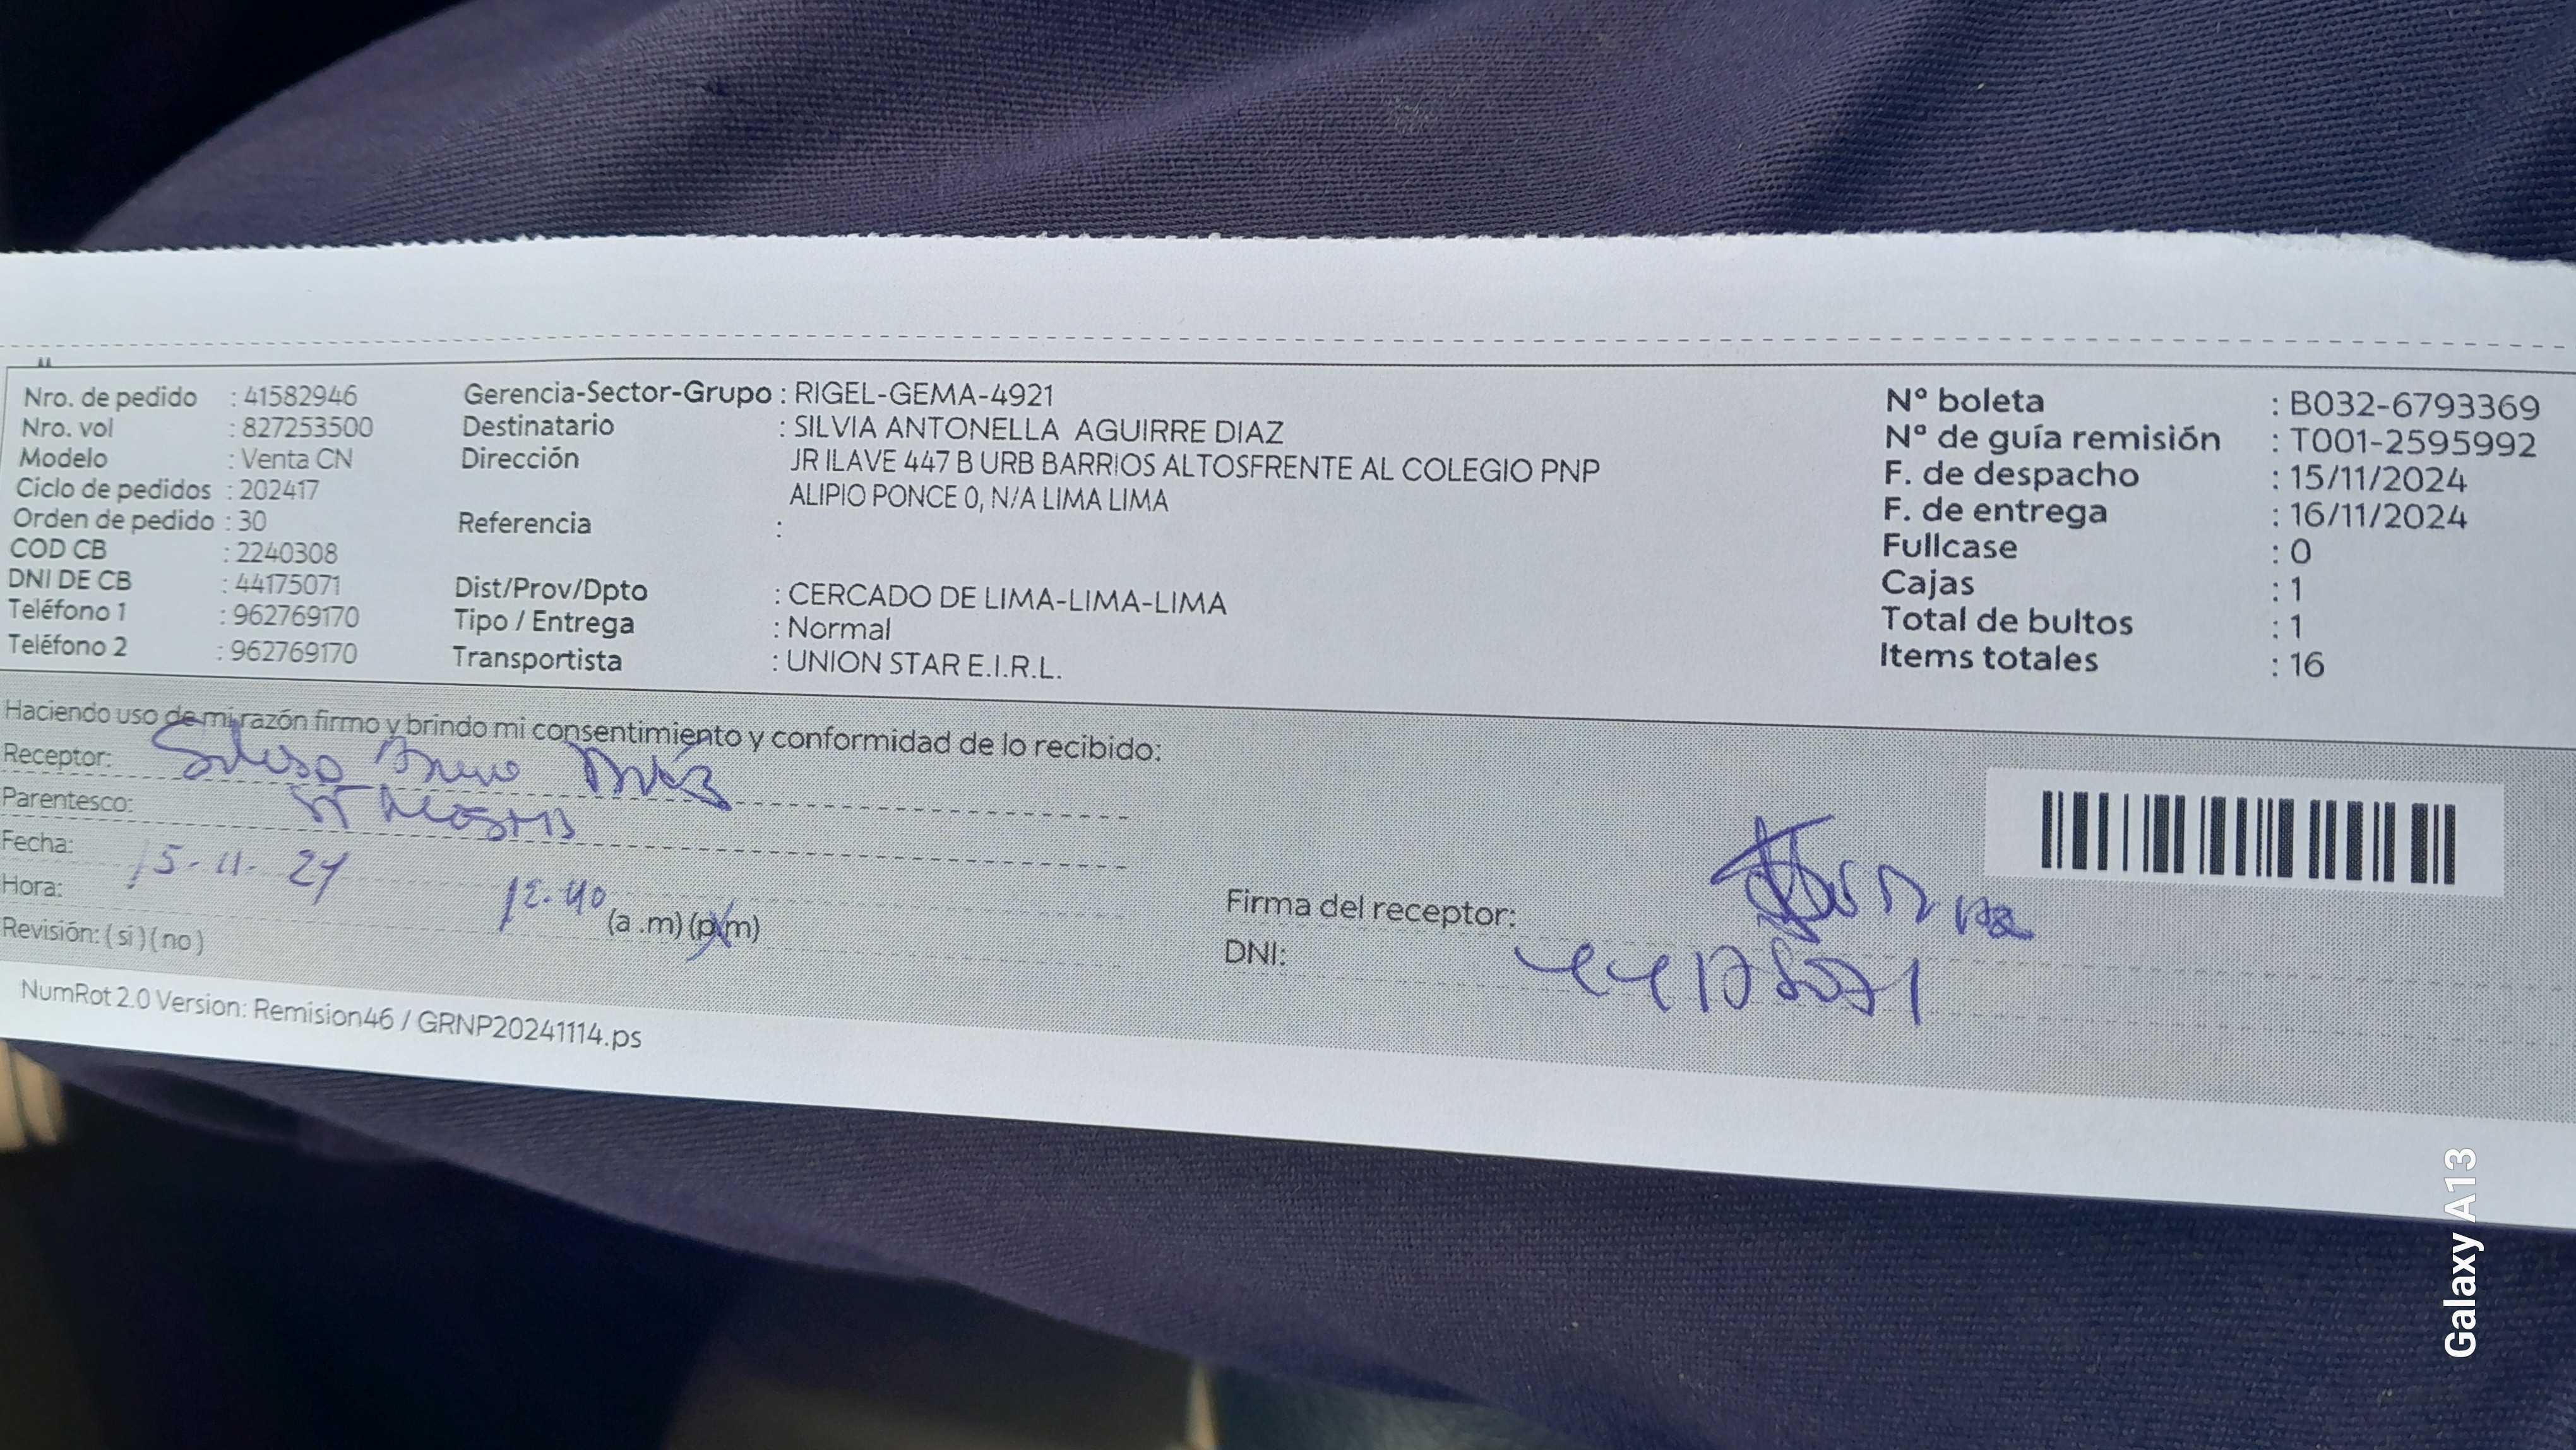 Nro. de pedido : 41582946
Nro. vol : 827253500
Modelo : Venta CN
Ciclo de pedidos : 202417
Orden de pedido : 30
COD CB : 2240308
DNI DE CB : 44175071
Teléfono 1 : 962769170
Teléfono 2 : 962769170
Gerencia-Sector-Grupo : RIGEL-GEMA-4921
Destinatario : SILVIA ANTONELLA AGUIRRE DIAZ
Dirección JR ILAVE 447 B URB BARRIOS ALTOSFRENTE AL COLEGIO PNP
ALIPIO PONCE 0, N/A LIMA LIMA
Referencia :
Dist/Prov/Dpto : CERCADO DE LIMA-LIMA-LIMA
Tipo / Entrega : Normal
Transportista : UNION STAR E.I.R.L.
Nº boleta : B032-6793369
Nº de guía remisión : T001-2595992
F. de despacho : 15/11/2024
F. de entrega : 16/11/2024
Fullcase : 0
Cajas : 1
Total de bultos : 1
Items totales : 16
Haciendo uso de mi razón firmo y brindo mi consentimiento y conformidad de lo recibido:
Receptor:
Parentesco:
Fecha: 15-11-24
Hora: 12.40 (a .m) (p.m)
Revisión: ( si ) ( no )
Firma del receptor:
DNI: 44175071
NumRot 2.0 Version: Remision46 / GRNP20241114.ps
Galaxy A13